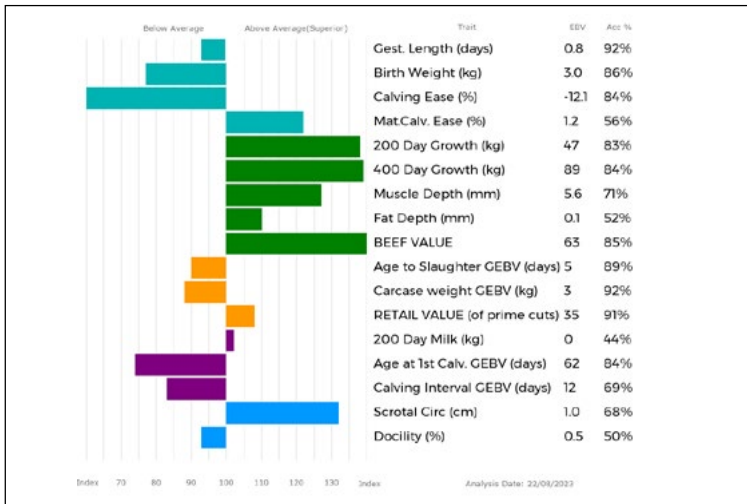 Below Average Above Average(Superior) Trait EBV Acc %
Gest. Length (days) 0.8 92%
Birth Weight (kg) 3.0 86%
Calving Ease (%) -12.1 84%
Mat.Calv. Ease (%) 1.2 56%
200 Day Growth (kg) 47 83%
400 Day Growth (kg) 89 84%
Muscle Depth (mm) 5.6 71%
Fat Depth (mm) 0.1 52%
BEEF VALUE 63 85%
Age to Slaughter GEBV (days) 5 89%
Carcase weight GEBV (kg) 3 92%
RETAIL VALUE (of prime cuts) 35 91%
200 Day Milk (kg) 0 44%
Age at 1st Calv. GEBV (days) 62 84%
Calving Interval GEBV (days) 12 69%
Scrotal Circ (cm) 1.0 68%
Docility (%) 0.5 50%
Index 70 80 90 100 110 120 130 Index Analysis Date: 22/08/2023